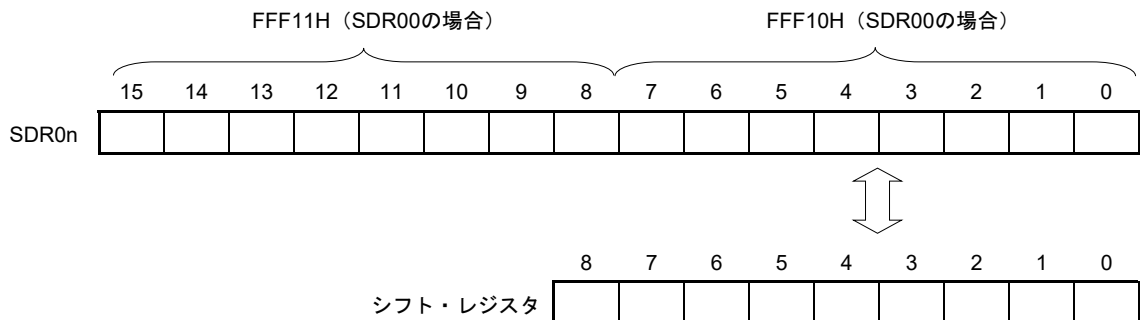 FFF11H（SDR00の場合） FFF10H（SDR00の場合）
15 14 13 12 11 10 9 8 7 6 5 4 3 2 1 0
SDR0n
8 7 6 5 4 3 2 1 0
シフト・レジスタ